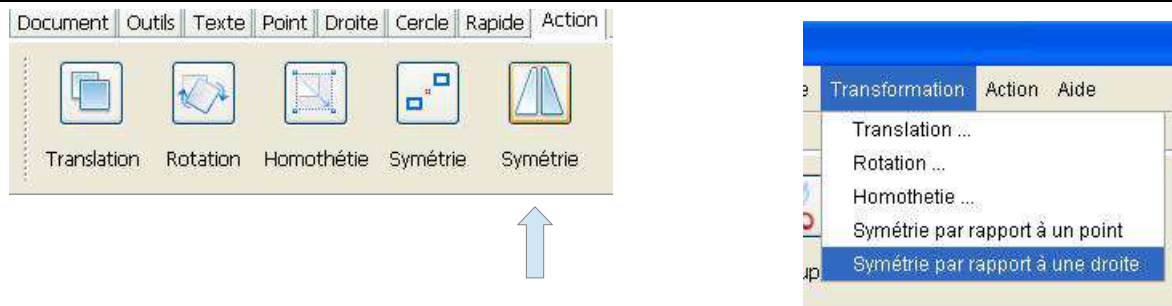 Document Outils Texte Point Droite Cercle Rapide Action
Translation Rotation Homothétie Symétrie Symétrie
Transformation Action Aide
Translation ...
Rotation ...
Homothetie ...
Symétrie par rapport à un point
Symétrie par rapport à une droite